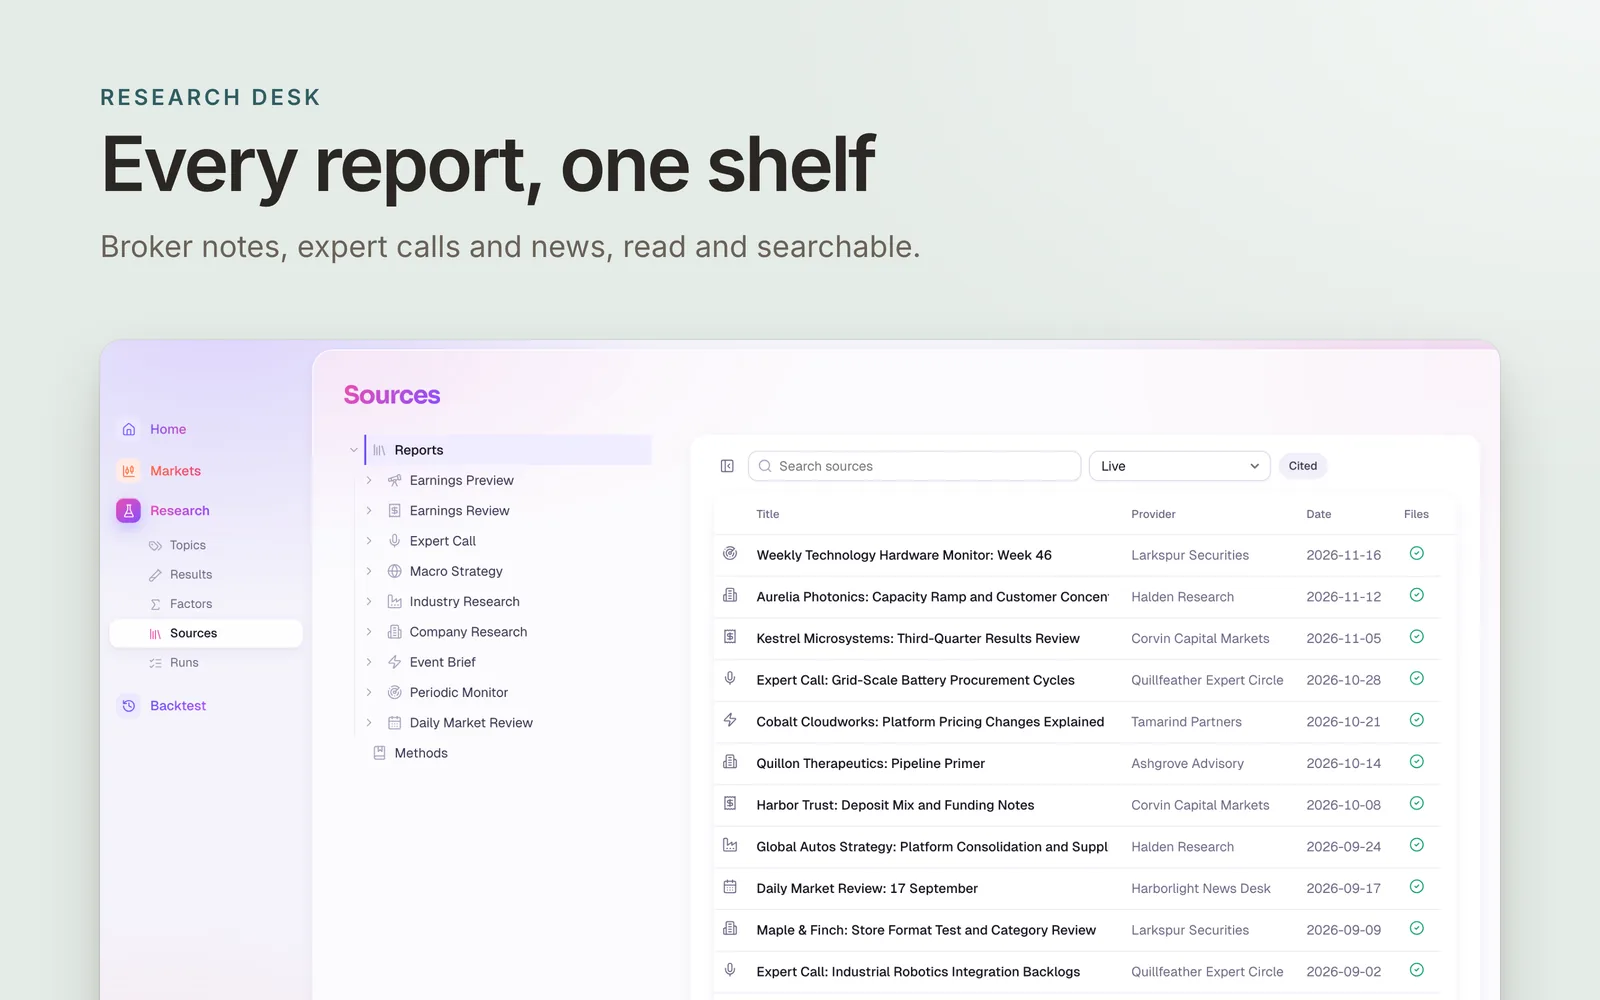 RESEARCH DESK
Every report, one shelf
Broker notes, expert calls and news, read and searchable.
Home
Markets
Research
Topics
Results
Factors
Sources
Runs
Backtest
Sources
Reports
Earnings Preview
Earnings Review
Expert Call
Macro Strategy
Industry Research
Company Research
Event Brief
Periodic Monitor
Daily Market Review
Methods
Search sources Live Cited
Title Provider Date Files
Weekly Technology Hardware Monitor: Week 46 Larkspur Securities 2026-11-16
Aurelia Photonics: Capacity Ramp and Customer Concen Halden Research 2026-11-12
Kestrel Microsystems: Third-Quarter Results Review Corvin Capital Markets 2026-11-05
Expert Call: Grid-Scale Battery Procurement Cycles Quillfeather Expert Circle 2026-10-28
Cobalt Cloudworks: Platform Pricing Changes Explained Tamarind Partners 2026-10-21
Quillon Therapeutics: Pipeline Primer Ashgrove Advisory 2026-10-14
Harbor Trust: Deposit Mix and Funding Notes Corvin Capital Markets 2026-10-08
Global Autos Strategy: Platform Consolidation and Suppl Halden Research 2026-09-24
Daily Market Review: 17 September Harborlight News Desk 2026-09-17
Maple & Finch: Store Format Test and Category Review Larkspur Securities 2026-09-09
Expert Call: Industrial Robotics Integration Backlogs Quillfeather Expert Circle 2026-09-02